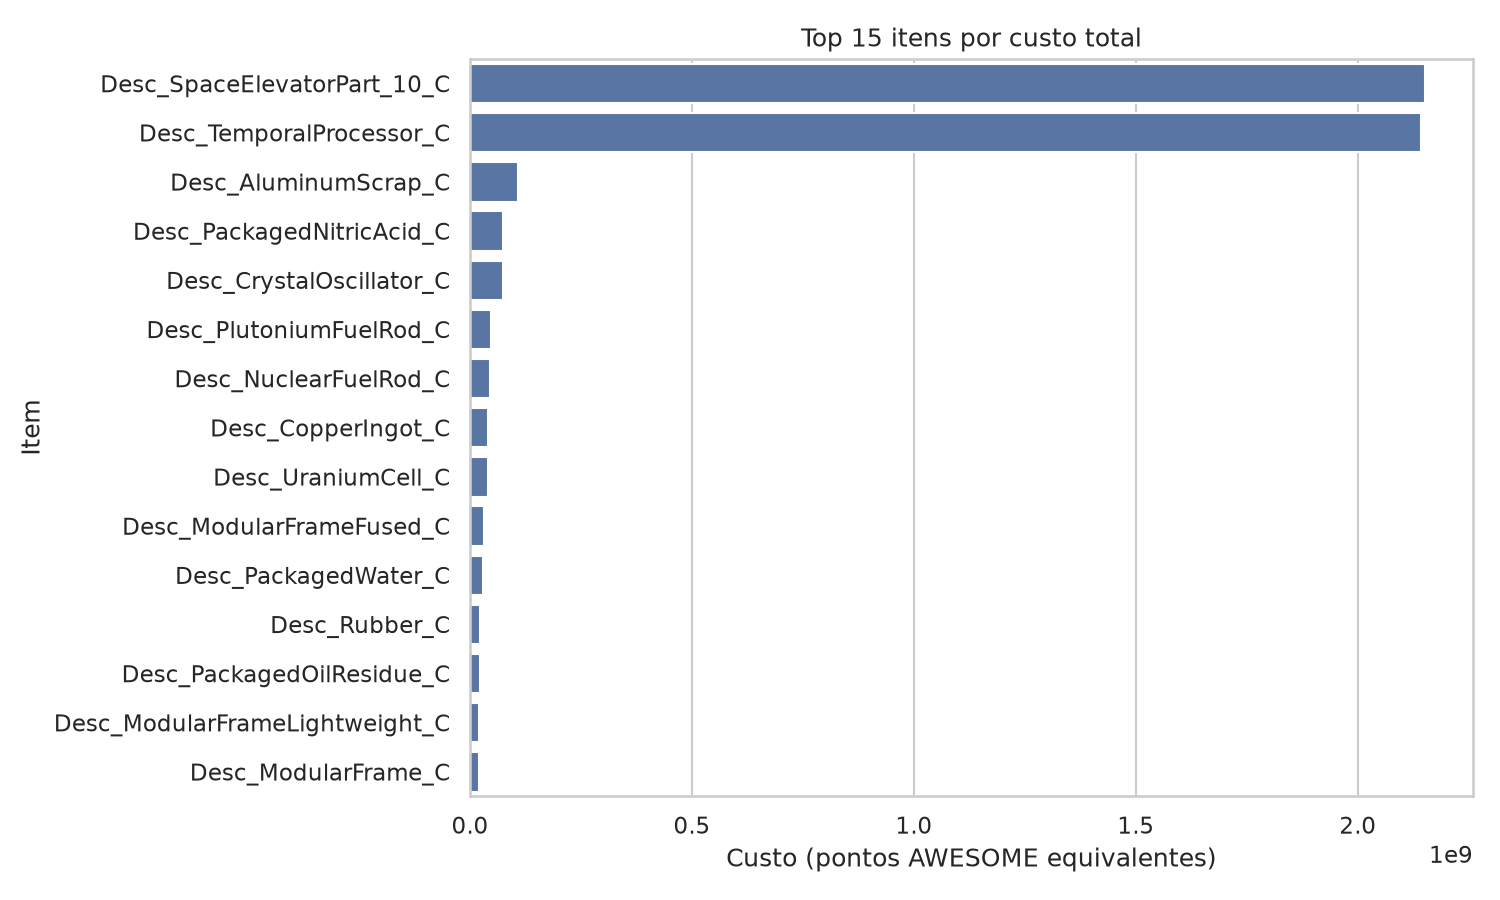 Top 15 itens por custo total
Desc_SpaceElevatorPart_10_C
Desc_TemporalProcessor_C
Desc_AluminumScrap_C
Desc_PackagedNitricAcid_C
Desc_CrystalOscillator_C
Desc_PlutoniumFuelRod_C
Desc_NuclearFuelRod_C
Desc_CopperIngot_C
Desc_UraniumCell_C
Desc_ModularFrameFused_C
Desc_PackagedWater_C
Desc_Rubber_C
Desc_PackagedOilResidue_C
Desc_ModularFrameLightweight_C
Desc_ModularFrame_C
Item
0.0 0.5 1.0 1.5 2.0
1e9
Custo (pontos AWESOME equivalentes)